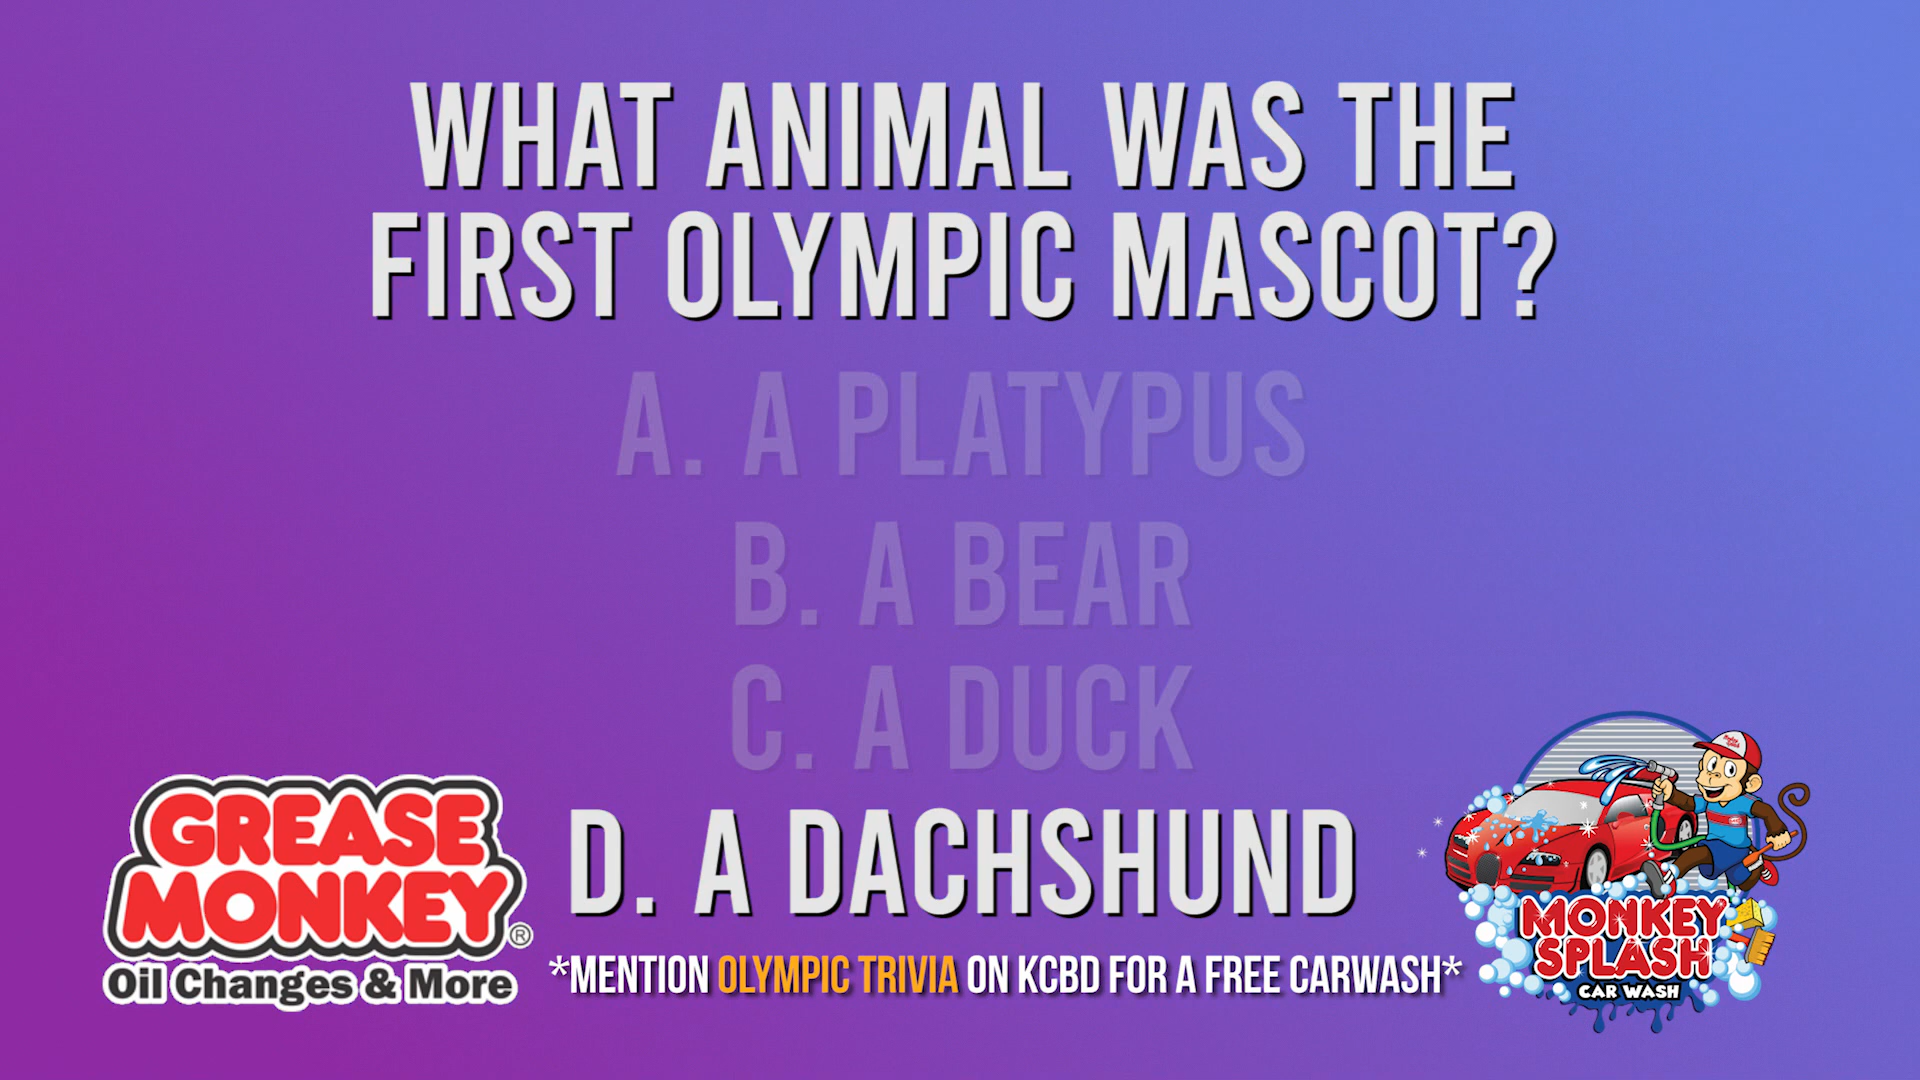 WHAT ANIMAL WAS THE
FIRST OLYMPIC MASCOT?
A. A PLATYPUS
B. A BEAR
C. A DUCK
D. A DACHSHUND
*MENTION OLYMPIC TRIVIA ON KCBD FOR A FREE CARWASH*
GREASE
MONKEY®
Oil Changes & More
MONKEY
SPLASH
CAR WASH